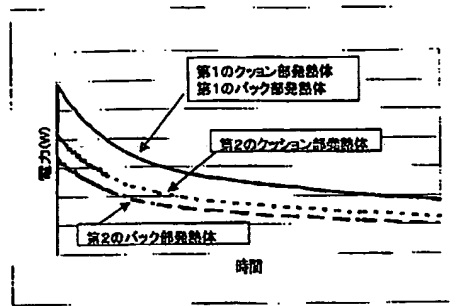 第1のクッョン部発熱体
第1のバック部発熱体
第2のクッション部発熱体
電力(W)
第2のバック部発熱体
時間